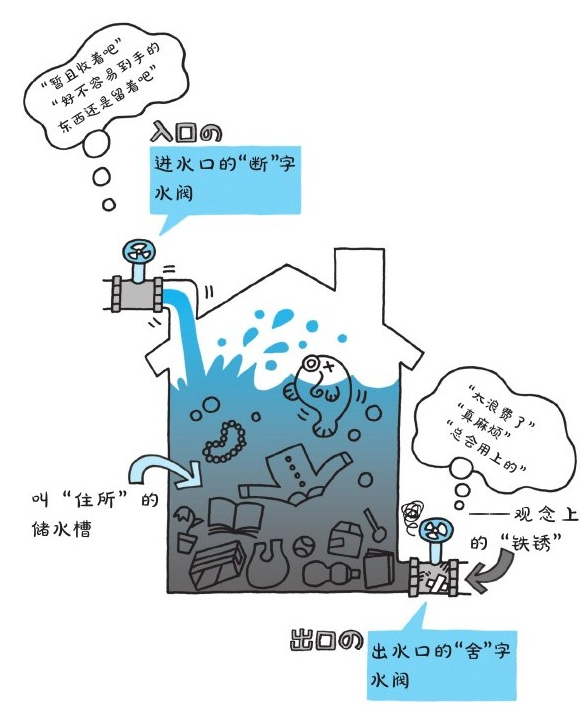 “暂且收着吧”
“好不容易到手的
东西还是留着吧”
入口の
进水口的“断”字
水阀
“太浪费了”
“真麻烦”
“总会用上的”
叫“住所”的
储水槽
——观念上
的“铁锈”
出口の
出水口的“舍”字
水阀